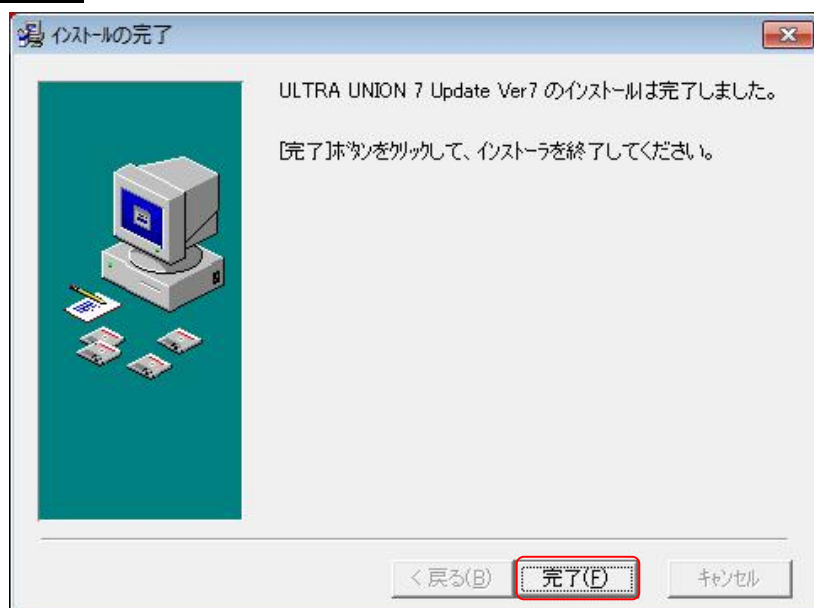 インストールの完了
ULTRA UNION 7 Update Ver7 のインストールは完了しました。
[完了]ボタンをクリックして、インストーラを終了してください。
< 戻る(B)
完了(F)
キャンセル